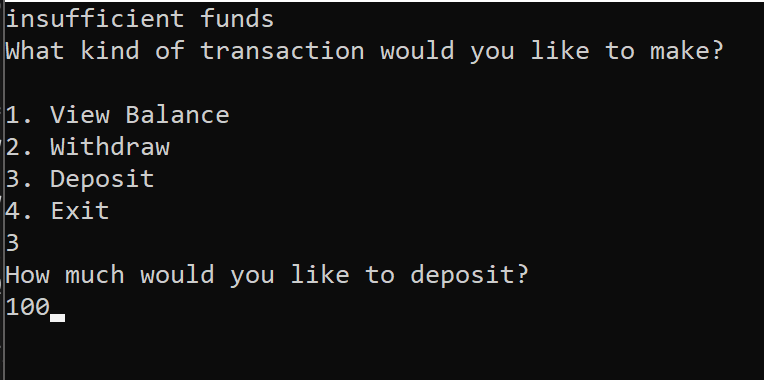 insufficient funds
What kind of transaction would you like to make?
1. View Balance
2. Withdraw
3. Deposit
4. Exit
3
How much would you like to deposit?
100